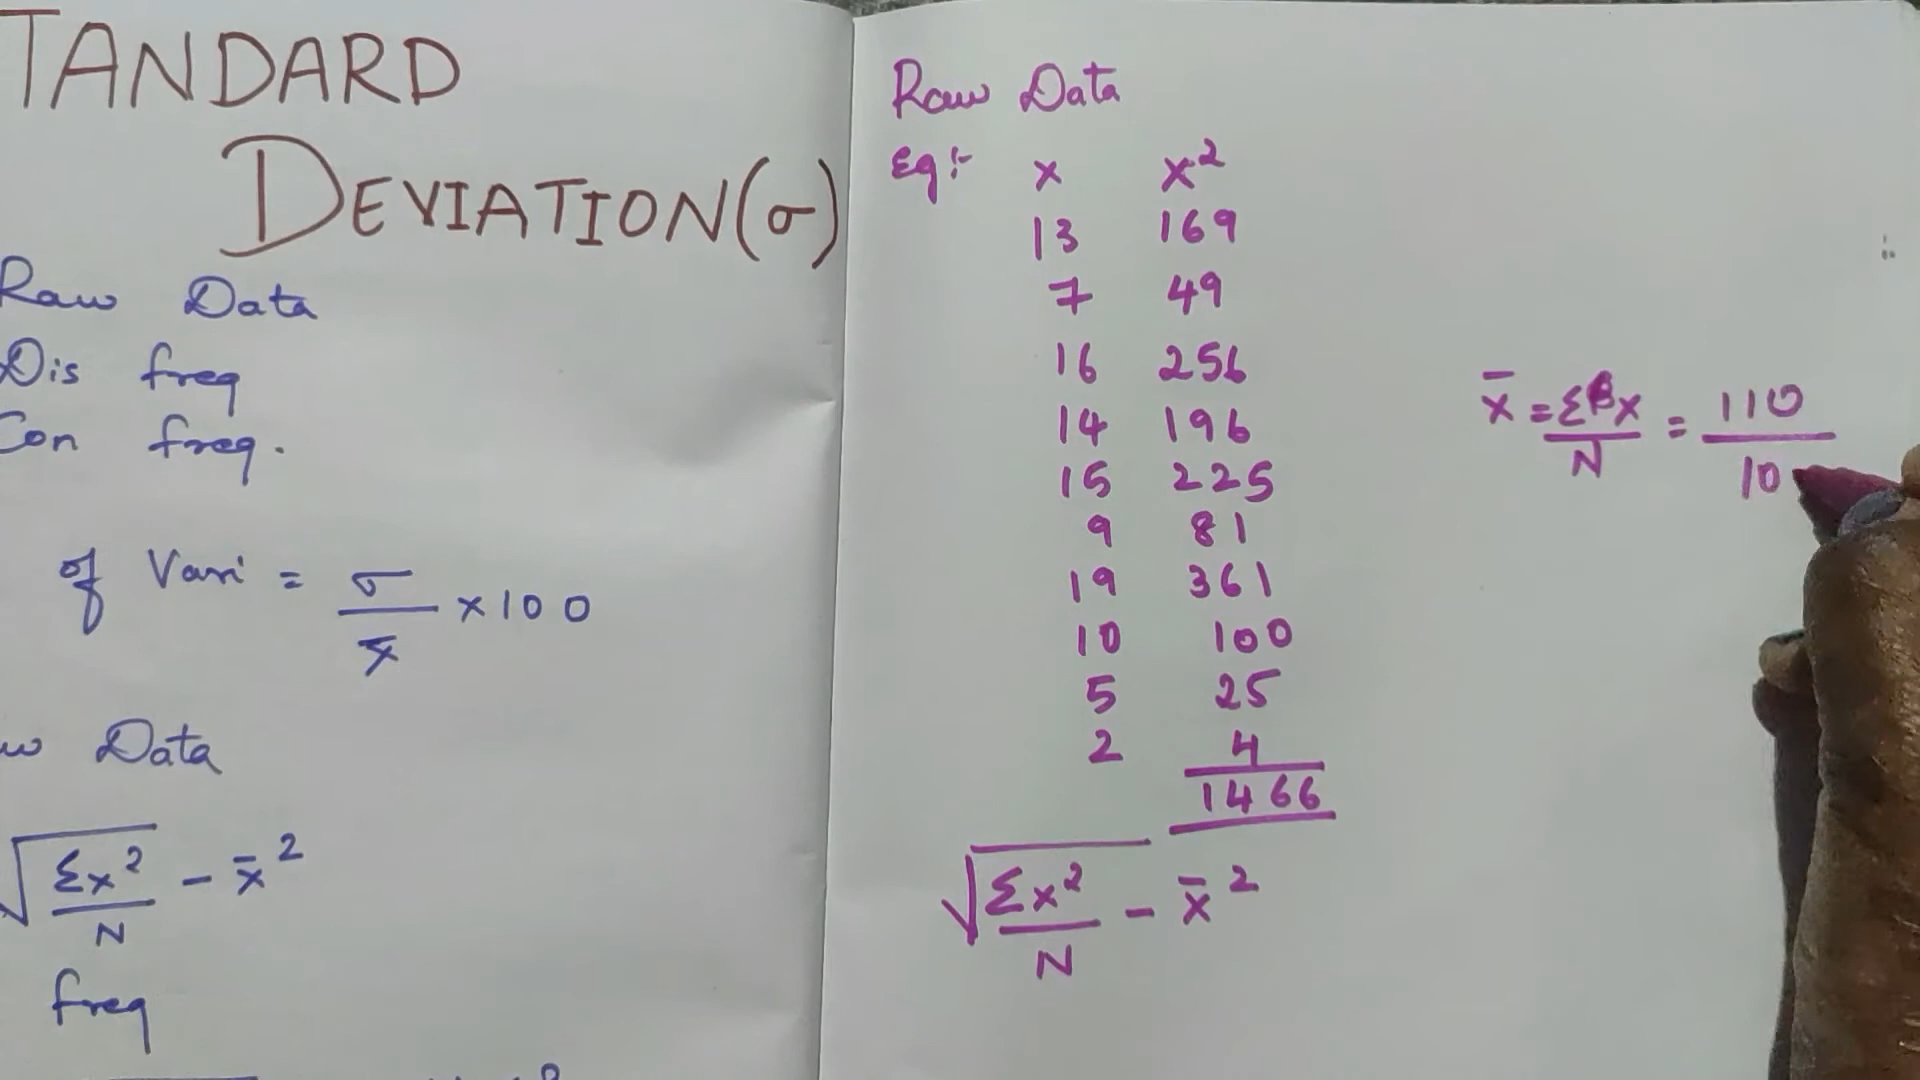 TANDARD
DEVIATION(σ)
Raw Data
Dis freq
Con freq.
of Vari = σ/x̄ × 100
Data
√Σx²/N - x̄²
freq
Raw Data
Eg:- x x²
13 169
7 49
16 256
14 196
15 225
9 81
19 361
10 100
5 25
2 4
1466
√Σx²/N - x̄²
x̄ = Σx/N = 110/10